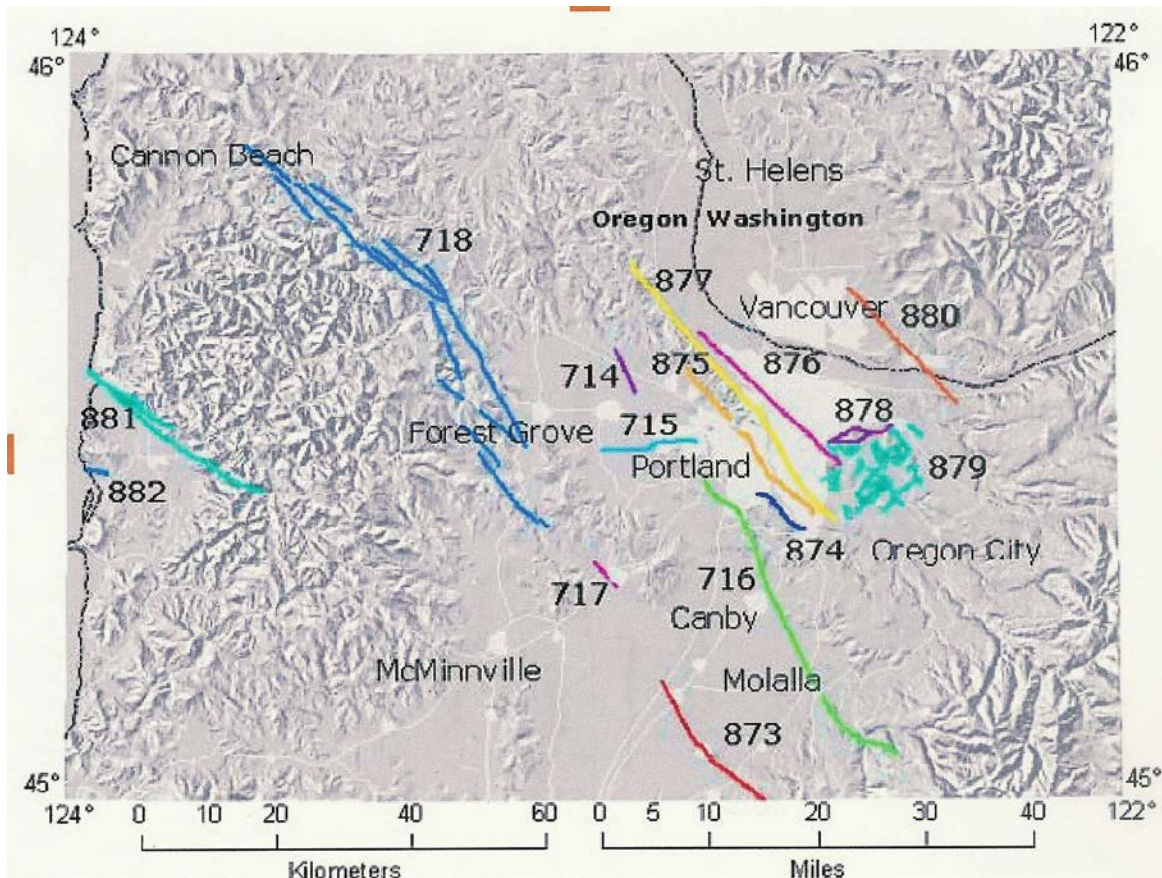 124°
122°
46°
46°
Cannon Beach
St. Helens
Oregon Washington
718
877
Vancouver
880
875
876
714
878
881
715
Forest Grove
Portland
879
882
874
Oregon City
716
717
Canby
McMinnville
Molalla
873
45°
45°
124°
0 10 20 40 60
0 5 10 20 30 40
122°
Kilometers
Miles